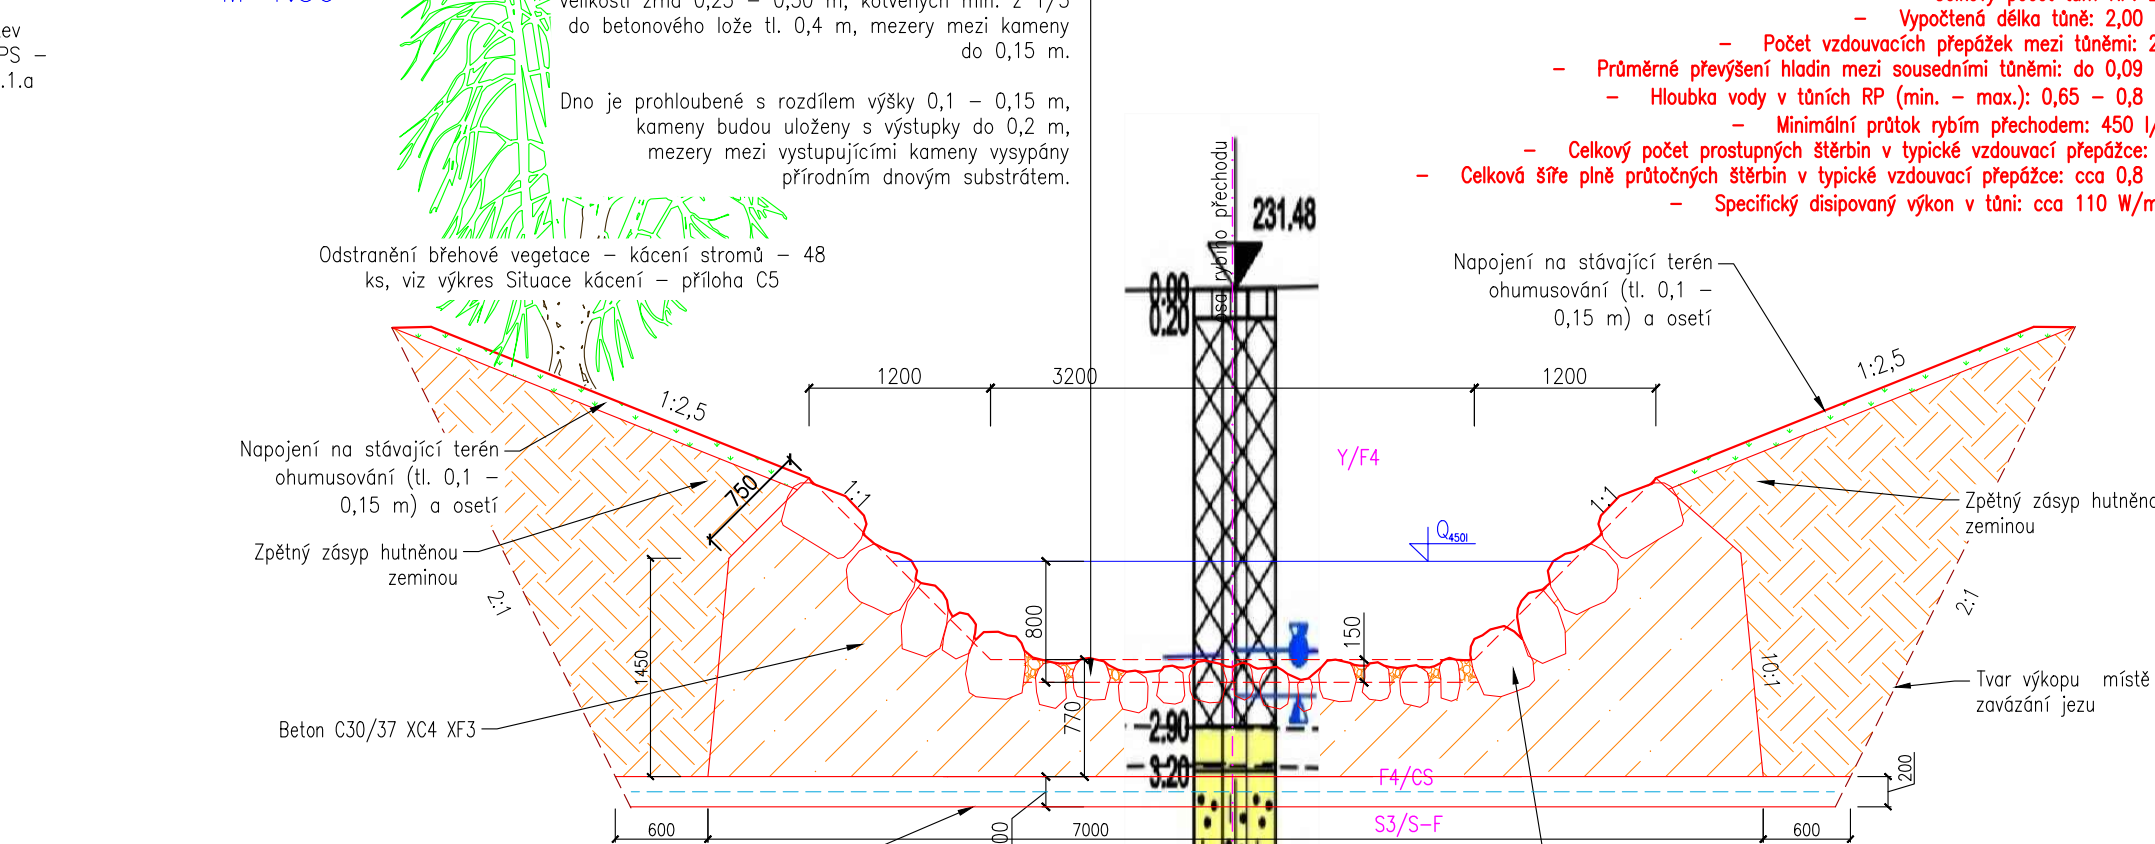 velikosti zrna 0,25 – 0,50 m, kotvených min. z 1/3
do betonového lože tl. 0,4 m, mezery mezi kameny
do 0,15 m.
Dno je prohloubené s rozdílem výšky 0,1 – 0,15 m,
kameny budou uloženy s výstupky do 0,2 m,
mezery mezi vystupujícími kameny vysypány
přírodním dnovým substrátem.
PS –
.1.a
– Vypočtená délka tůně: 2,00
– Počet vzdouvacích přepážek mezi tůněmi: 2
– Průměrné převýšení hladin mezi sousedními tůněmi: do 0,09
– Hloubka vody v tůních RP (min. – max.): 0,65 – 0,8
– Minimální průtok rybím přechodem: 450 l/
– Celkový počet prostupných štěrbin v typické vzdouvací přepážce:
– Celková šíře plně průtočných štěrbin v typické vzdouvací přepážce: cca 0,8
– Specifický disipovaný výkon v tůni: cca 110 W/m
osa rybího přechodu
231.48
0.00
0.20
Odstranění břehové vegetace – kácení stromů – 48
ks, viz výkres Situace kácení – příloha C5
Napojení na stávající terén
ohumusování (tl. 0,1 –
0,15 m) a osetí
1200
3200
1200
1:2,5
1:2,5
Napojení na stávající terén
ohumusování (tl. 0,1 –
0,15 m) a osetí
750
1:1
1:1
Y/F4
Q450l
Zpětný zásyp hutněnou
zeminou
Zpětný zásyp hutněno
zeminou
2:1
2:1
800
150
1450
770
10:1
Tvar výkopu místě
zavázání jezu
Beton C30/37 XC4 XF3
2.90
3.20
F4/CS
200
S3/S-F
600
7000
600